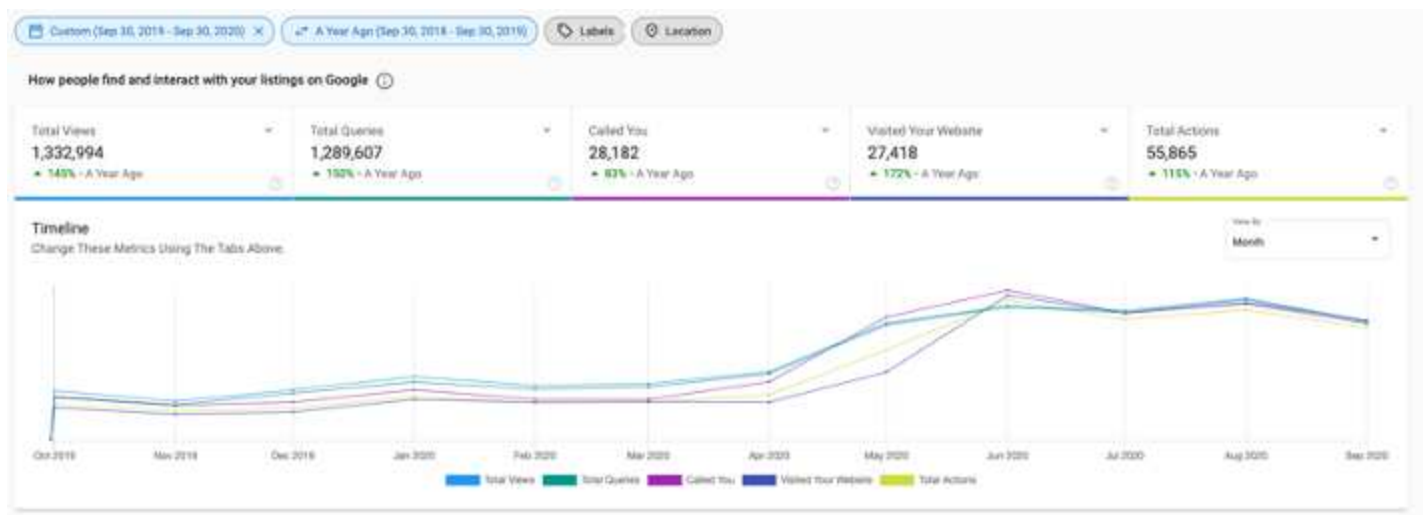 Custom (Sep 30, 2019 - Sep 30, 2020) × A Year Ago (Sep 30, 2018 - Sep 30, 2019) Labels Location
How people find and interact with your listings on Google
Total Views Total Queries Called You Visited Your Website Total Actions
1,332,994 1,289,607 28,182 27,418 55,865
145% - A Year Ago 150% - A Year Ago 83% - A Year Ago 172% - A Year Ago 115% - A Year Ago
Timeline
Change These Metrics Using The Tabs Above.
View By
Month
Oct 2019 Nov 2019 Dec 2019 Jan 2020 Feb 2020 Mar 2020 Apr 2020 May 2020 Jun 2020 Jul 2020 Aug 2020 Sep 2020
Total Views Total Queries Called You Visited Your Website Total Actions